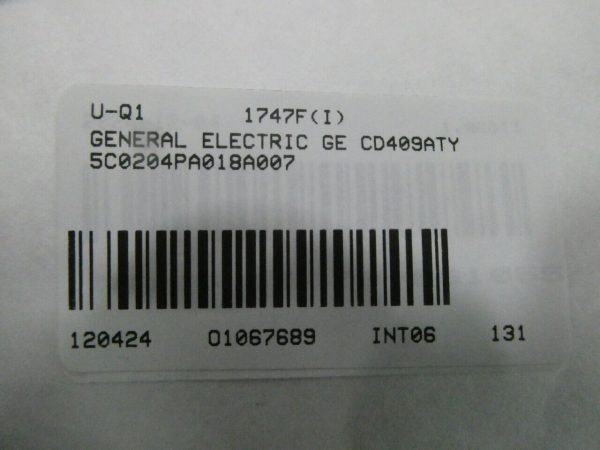 U-Q1 1747F(I)
GENERAL ELECTRIC GE CD409ATY
5C0204PA018A007
120424 01067689 INT06 131